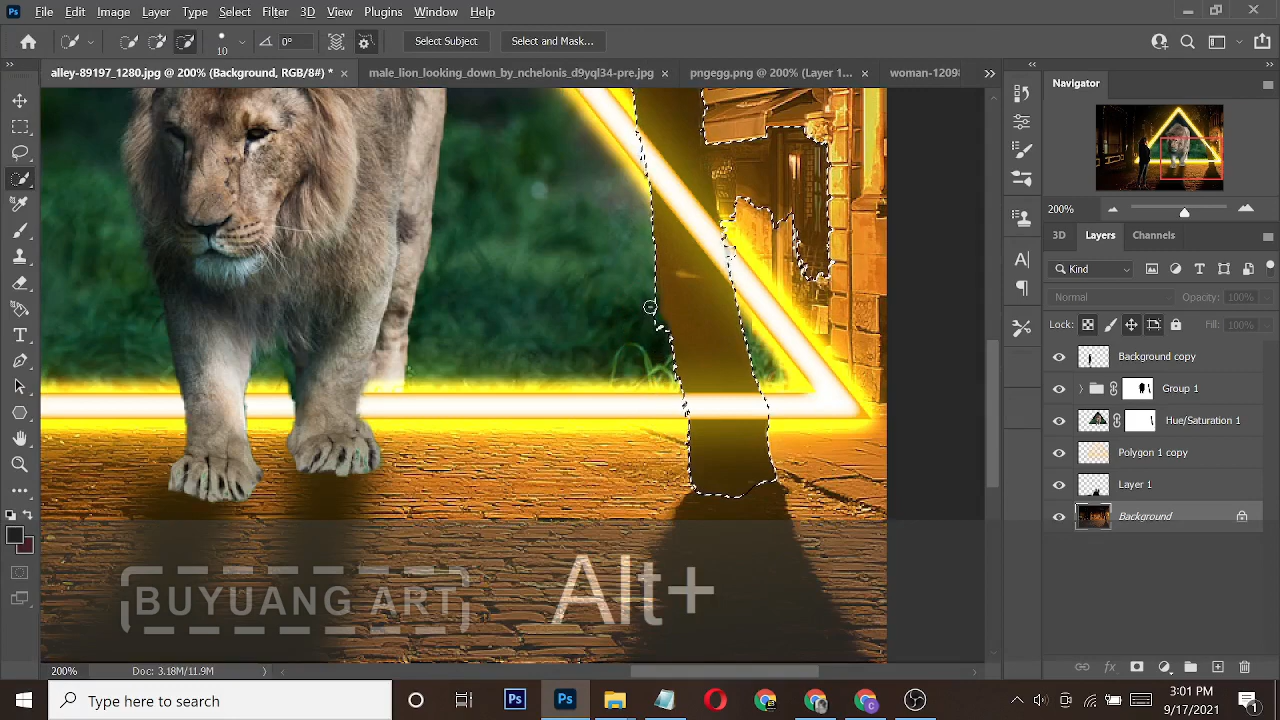 File Edit Image Layer Type Select Filter 3D View Plugins Window Help
10 0° Select Subject Select and Mask...
alley-89197_1280.jpg @ 200% (Background, RGB/8#) * male_lion_looking_down_by_nchelonis_d9yql34-pre.jpg pngegg.png @ 200% (Layer 1... woman-12098
Navigator
200%
3D Layers Channels
Kind
Normal Opacity: 100%
Lock: Fill: 100%
Background copy
Group 1
Hue/Saturation 1
Polygon 1 copy
Layer 1
Background
BUYUANG ART Alt+
200% Doc: 3.18M/11.9M
Type here to search
3:01 PM
9/17/2021
1